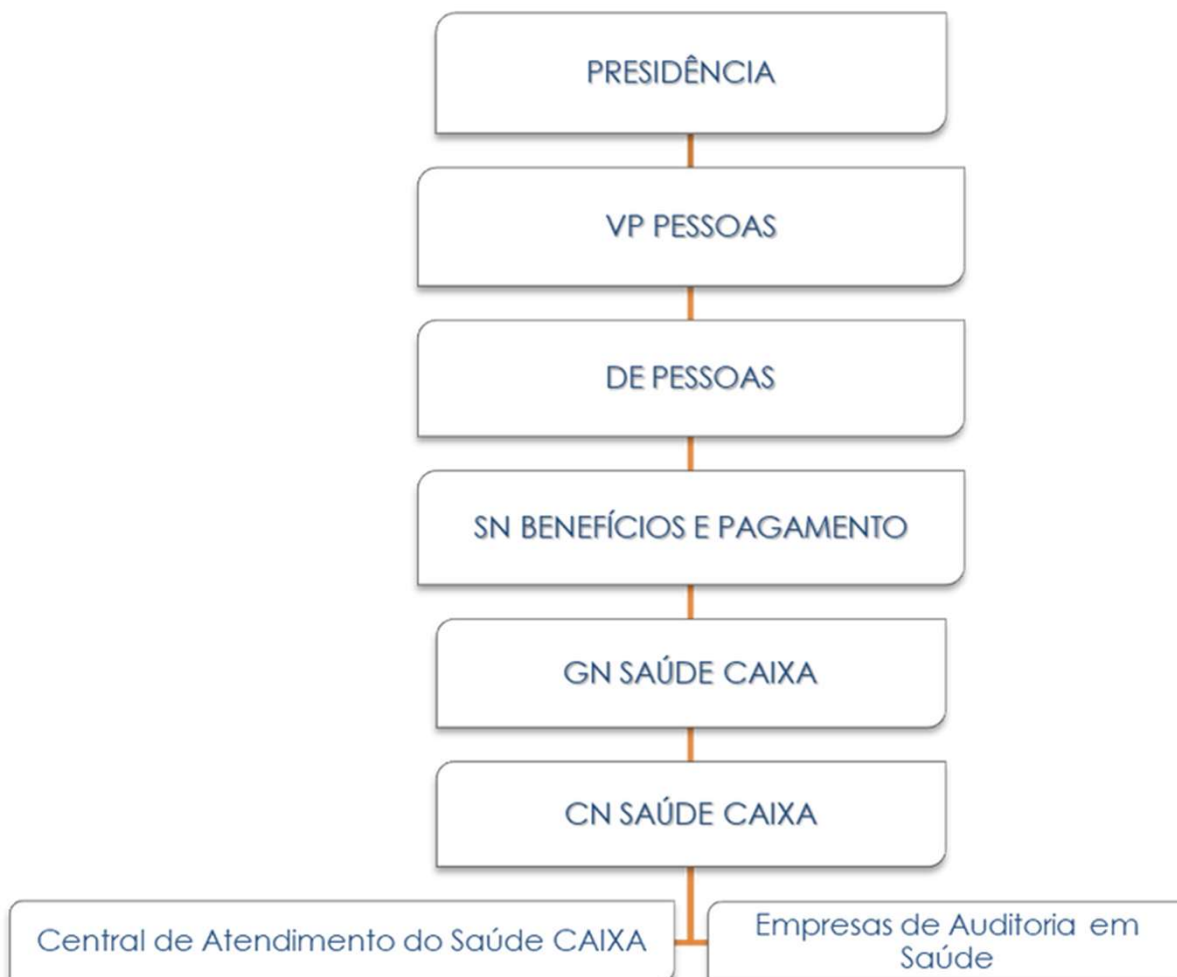 PRESIDÊNCIA
VP PESSOAS
DE PESSOAS
SN BENEFÍCIOS E PAGAMENTO
GN SAÚDE CAIXA
CN SAÚDE CAIXA
Central de Atendimento do Saúde CAIXA
Empresas de Auditoria em
Saúde